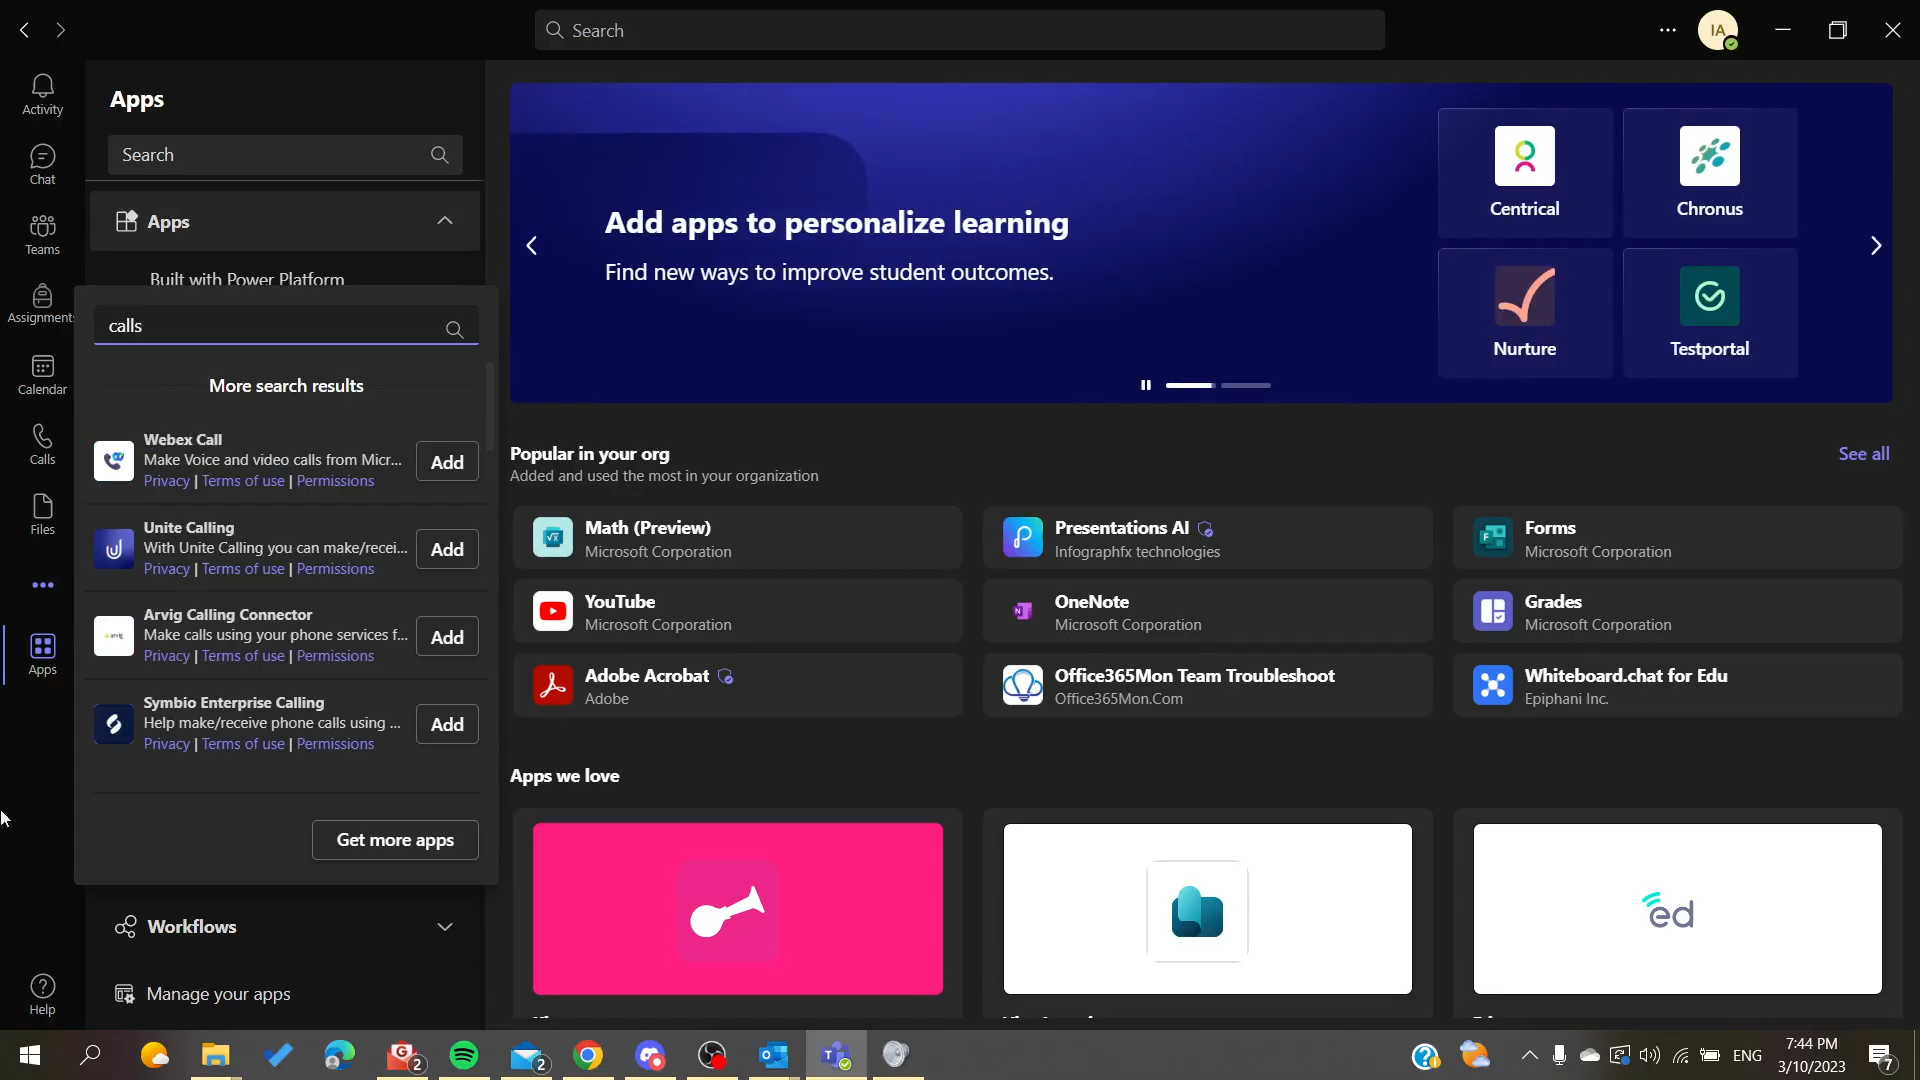 Search
IA
Activity
Chat
Teams
Assignments
Calendar
Calls
Files
Apps
Help
Apps
Search
Apps
Built with Power Platform
calls
More search results
Webex Call
Make Voice and video calls from Micr...
Privacy | Terms of use | Permissions
Add
Unite Calling
With Unite Calling you can make/recei...
Privacy | Terms of use | Permissions
Add
Arvig Calling Connector
Make calls using your phone services f...
Privacy | Terms of use | Permissions
Add
Symbio Enterprise Calling
Help make/receive phone calls using ...
Privacy | Terms of use | Permissions
Add
Get more apps
Workflows
Manage your apps
Add apps to personalize learning
Find new ways to improve student outcomes.
Centrical
Chronus
Nurture
Testportal
Popular in your org
See all
Added and used the most in your organization
Math (Preview)
Microsoft Corporation
Presentations AI
Infographfx technologies
Forms
Microsoft Corporation
YouTube
Microsoft Corporation
OneNote
Microsoft Corporation
Grades
Microsoft Corporation
Adobe Acrobat
Adobe
Office365Mon Team Troubleshoot
Office365Mon.Com
Whiteboard.chat for Edu
Epiphani Inc.
Apps we love
ed
2
2
ENG
7:44 PM
3/10/2023
7